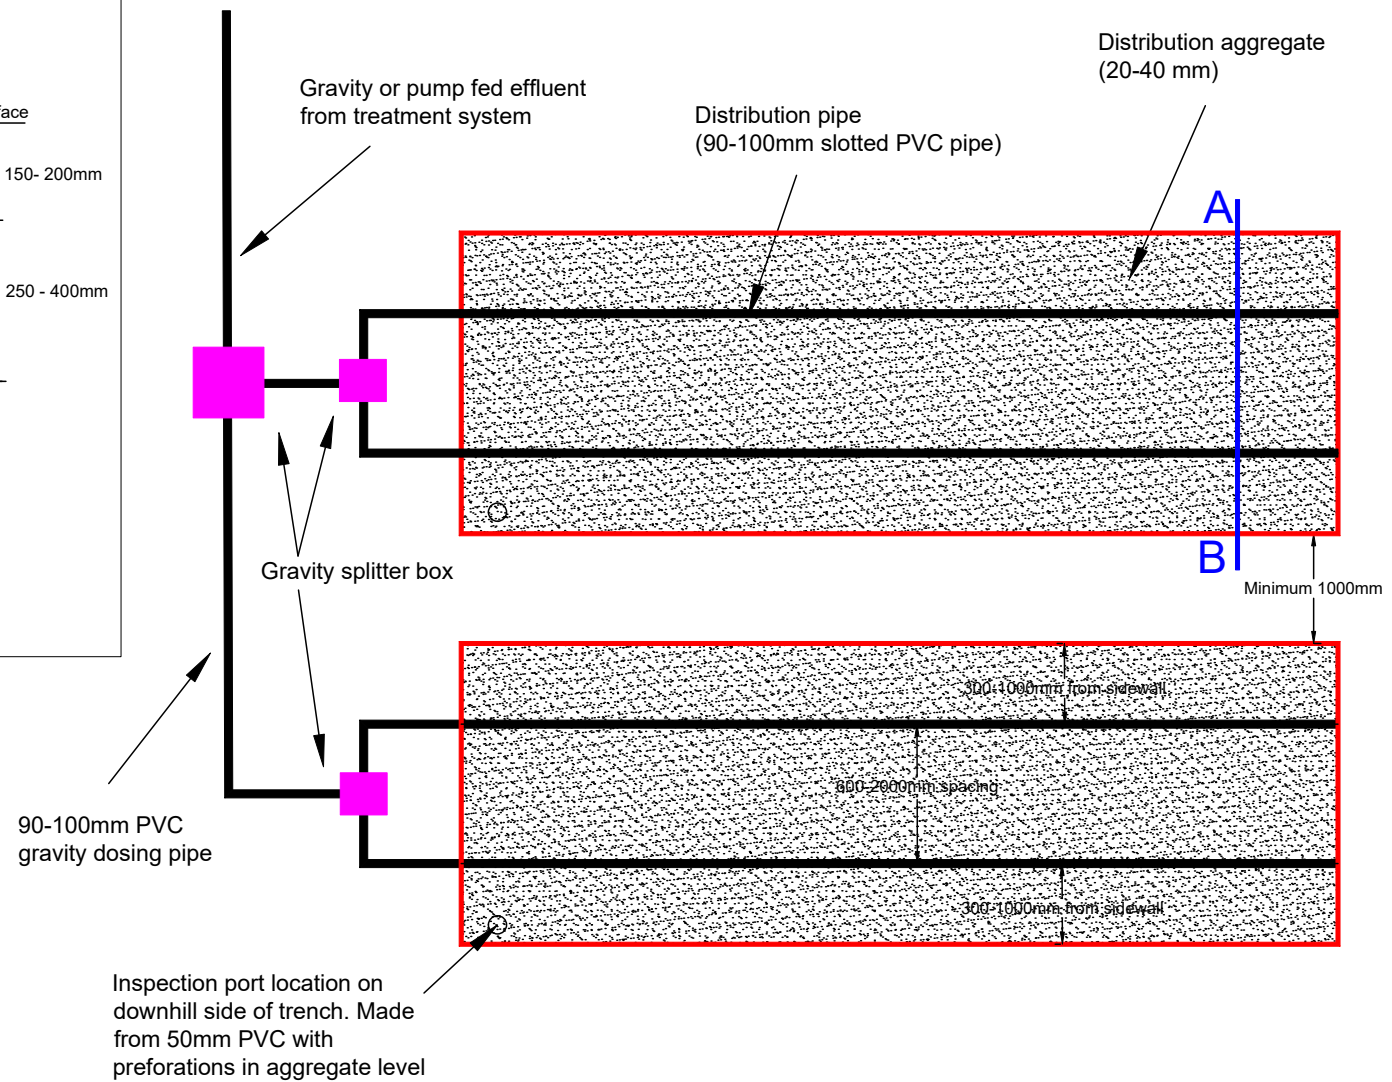 Distribution aggregate
(20-40 mm)
Gravity or pump fed effluent
from treatment system
Distribution pipe
(90-100mm slotted PVC pipe)
face
150- 200mm
A
250 - 400mm
B
Gravity splitter box
Minimum 1000mm
300-1000mm from sidewall
600-2000mm spacing
90-100mm PVC
gravity dosing pipe
300-1000mm from sidewall
Inspection port location on
downhill side of trench. Made
from 50mm PVC with
preforations in aggregate level